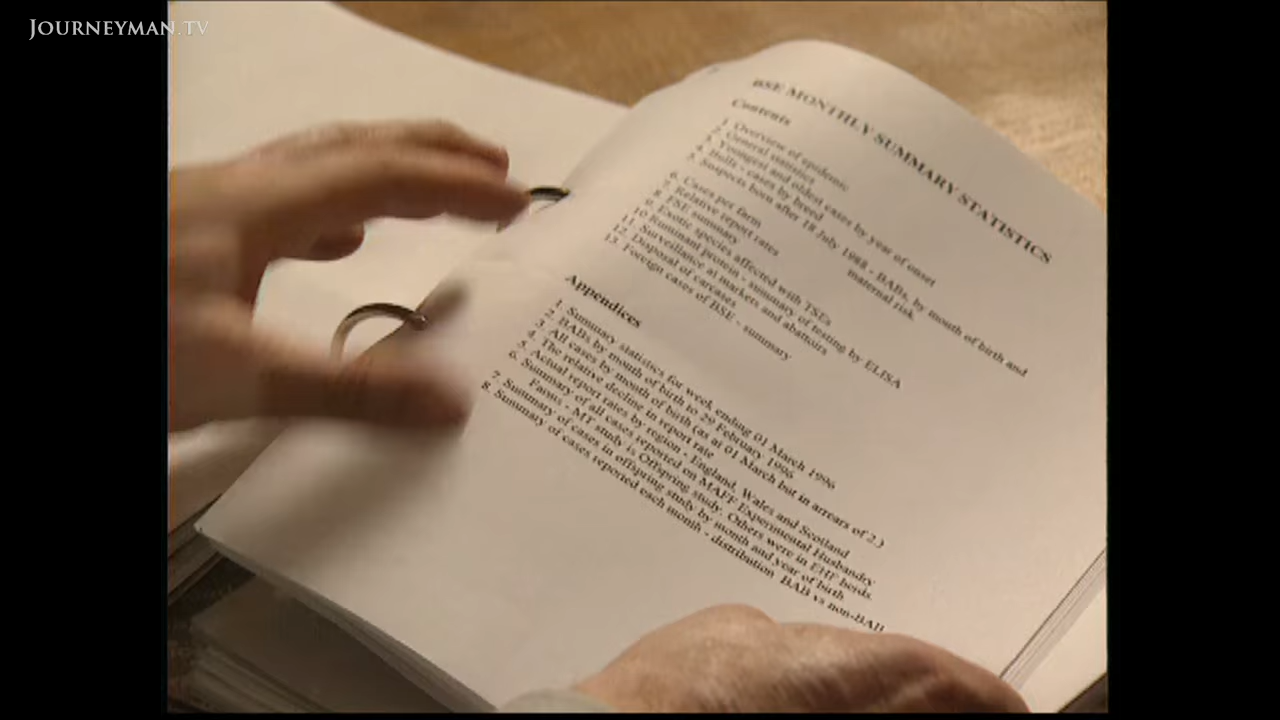 JOURNEYMAN.TV
BSE MONTHLY SUMMARY STATISTICS
Contents
1. Overview of epidemic
2. General statistics
3. Youngest and oldest cases by year of onset
4. Bulls - cases by breed
5. Suspects born after 18 July 1988 - BABs, by month of birth and
maternal risk
6. Cases per farm
7. Relative report rates
8. FSE summary
9. Exotic species affected with TSEs
10 Ruminant protein - summary of testing by ELISA
11. Surveillance at markets and abattoirs
12. Disposal of carcases
13. Foreign cases of BSE - summary
Appendices
1. Summary statistics for week ending 01 March 1996
2. BABs by month of birth to 29 February 1996
3. All cases by month of birth (as at 01 March but in arrears of 2.)
4. The relative decline in report rate
5. Actual report rates by region - England, Wales and Scotland
6. Summary of all cases reported on MAFF Experimental Husbandry
Farms - MT study is Offspring study. Others were in EHF herds.
7. Summary of cases in offspring study by month and year of birth
8. Summary of cases reported each month - distribution BAB vs non-BAB